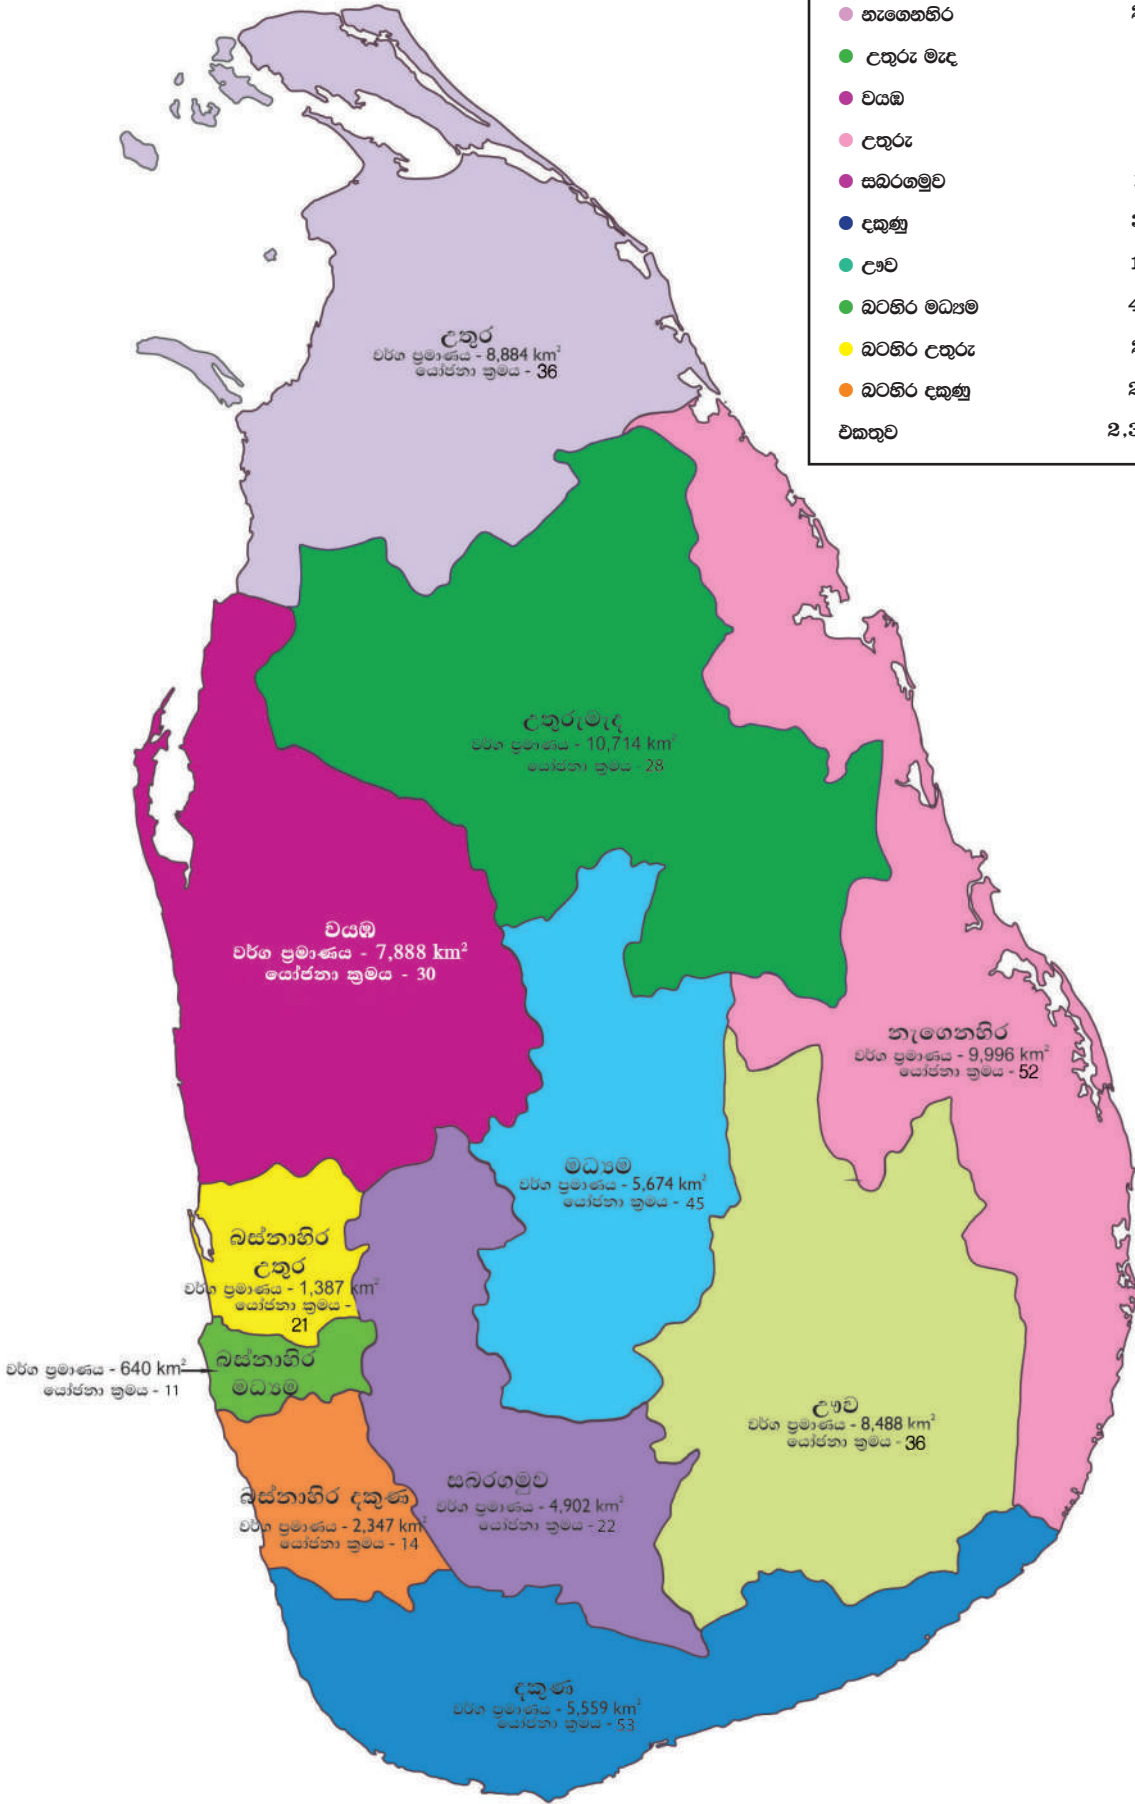 නැගෙනහිර
උතුරු මැද
වයඹ
උතුරු
සබරගමුව
දකුණු
ඌව
බටහිර මධ්‍යම
බටහිර උතුරු
බටහිර දකුණු
එකතුව 2,3
උතුර
වර්ග ප්‍රමාණය - 8,884 km²
යෝජනා ක්‍රමය - 36
උතුරුමැද
වර්ග ප්‍රමාණය - 10,714 km²
යෝජනා ක්‍රමය - 28
වයඹ
වර්ග ප්‍රමාණය - 7,888 km²
යෝජනා ක්‍රමය - 30
නැගෙනහිර
වර්ග ප්‍රමාණය - 9,996 km²
යෝජනා ක්‍රමය - 52
මධ්‍යම
වර්ග ප්‍රමාණය - 5,674 km²
යෝජනා ක්‍රමය - 45
බස්නාහිර
උතුර
වර්ග ප්‍රමාණය - 1,387 km²
යෝජනා ක්‍රමය -
21
බස්නාහිර
මධ්‍යම
වර්ග ප්‍රමාණය - 640 km²
යෝජනා ක්‍රමය - 11
ඌව
වර්ග ප්‍රමාණය - 8,488 km²
යෝජනා ක්‍රමය - 36
සබරගමුව
වර්ග ප්‍රමාණය - 4,902 km²
යෝජනා ක්‍රමය - 22
බස්නාහිර දකුණ
වර්ග ප්‍රමාණය - 2,347 km²
යෝජනා ක්‍රමය - 14
දකුණ
වර්ග ප්‍රමාණය - 5,559 km²
යෝජනා ක්‍රමය - 53